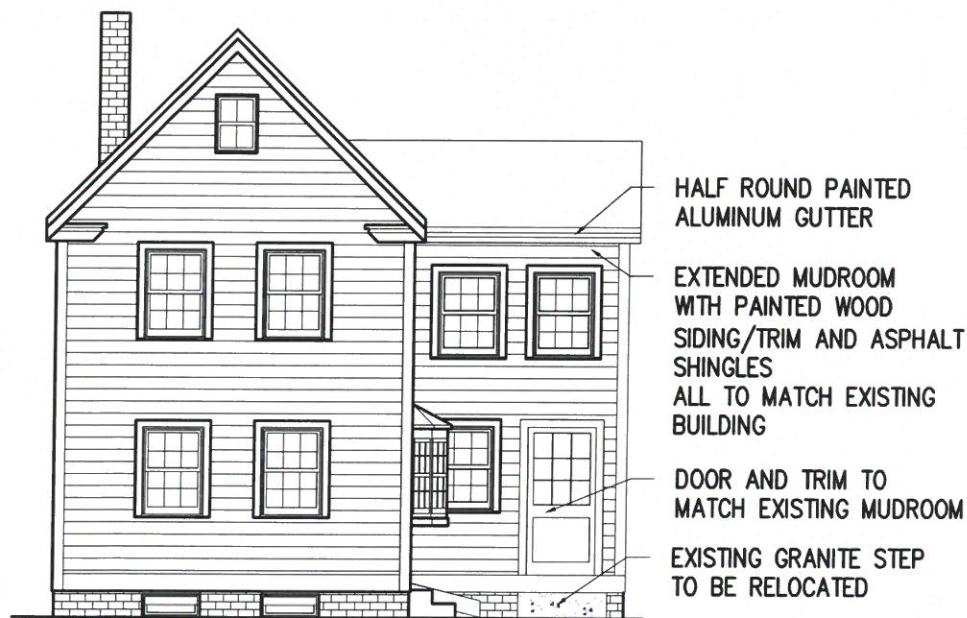 HALF ROUND PAINTED
ALUMINUM GUTTER
EXTENDED MUDROOM
WITH PAINTED WOOD
SIDING/TRIM AND ASPHALT
SHINGLES
ALL TO MATCH EXISTING
BUILDING
DOOR AND TRIM TO
MATCH EXISTING MUDROOM
EXISTING GRANITE STEP
TO BE RELOCATED